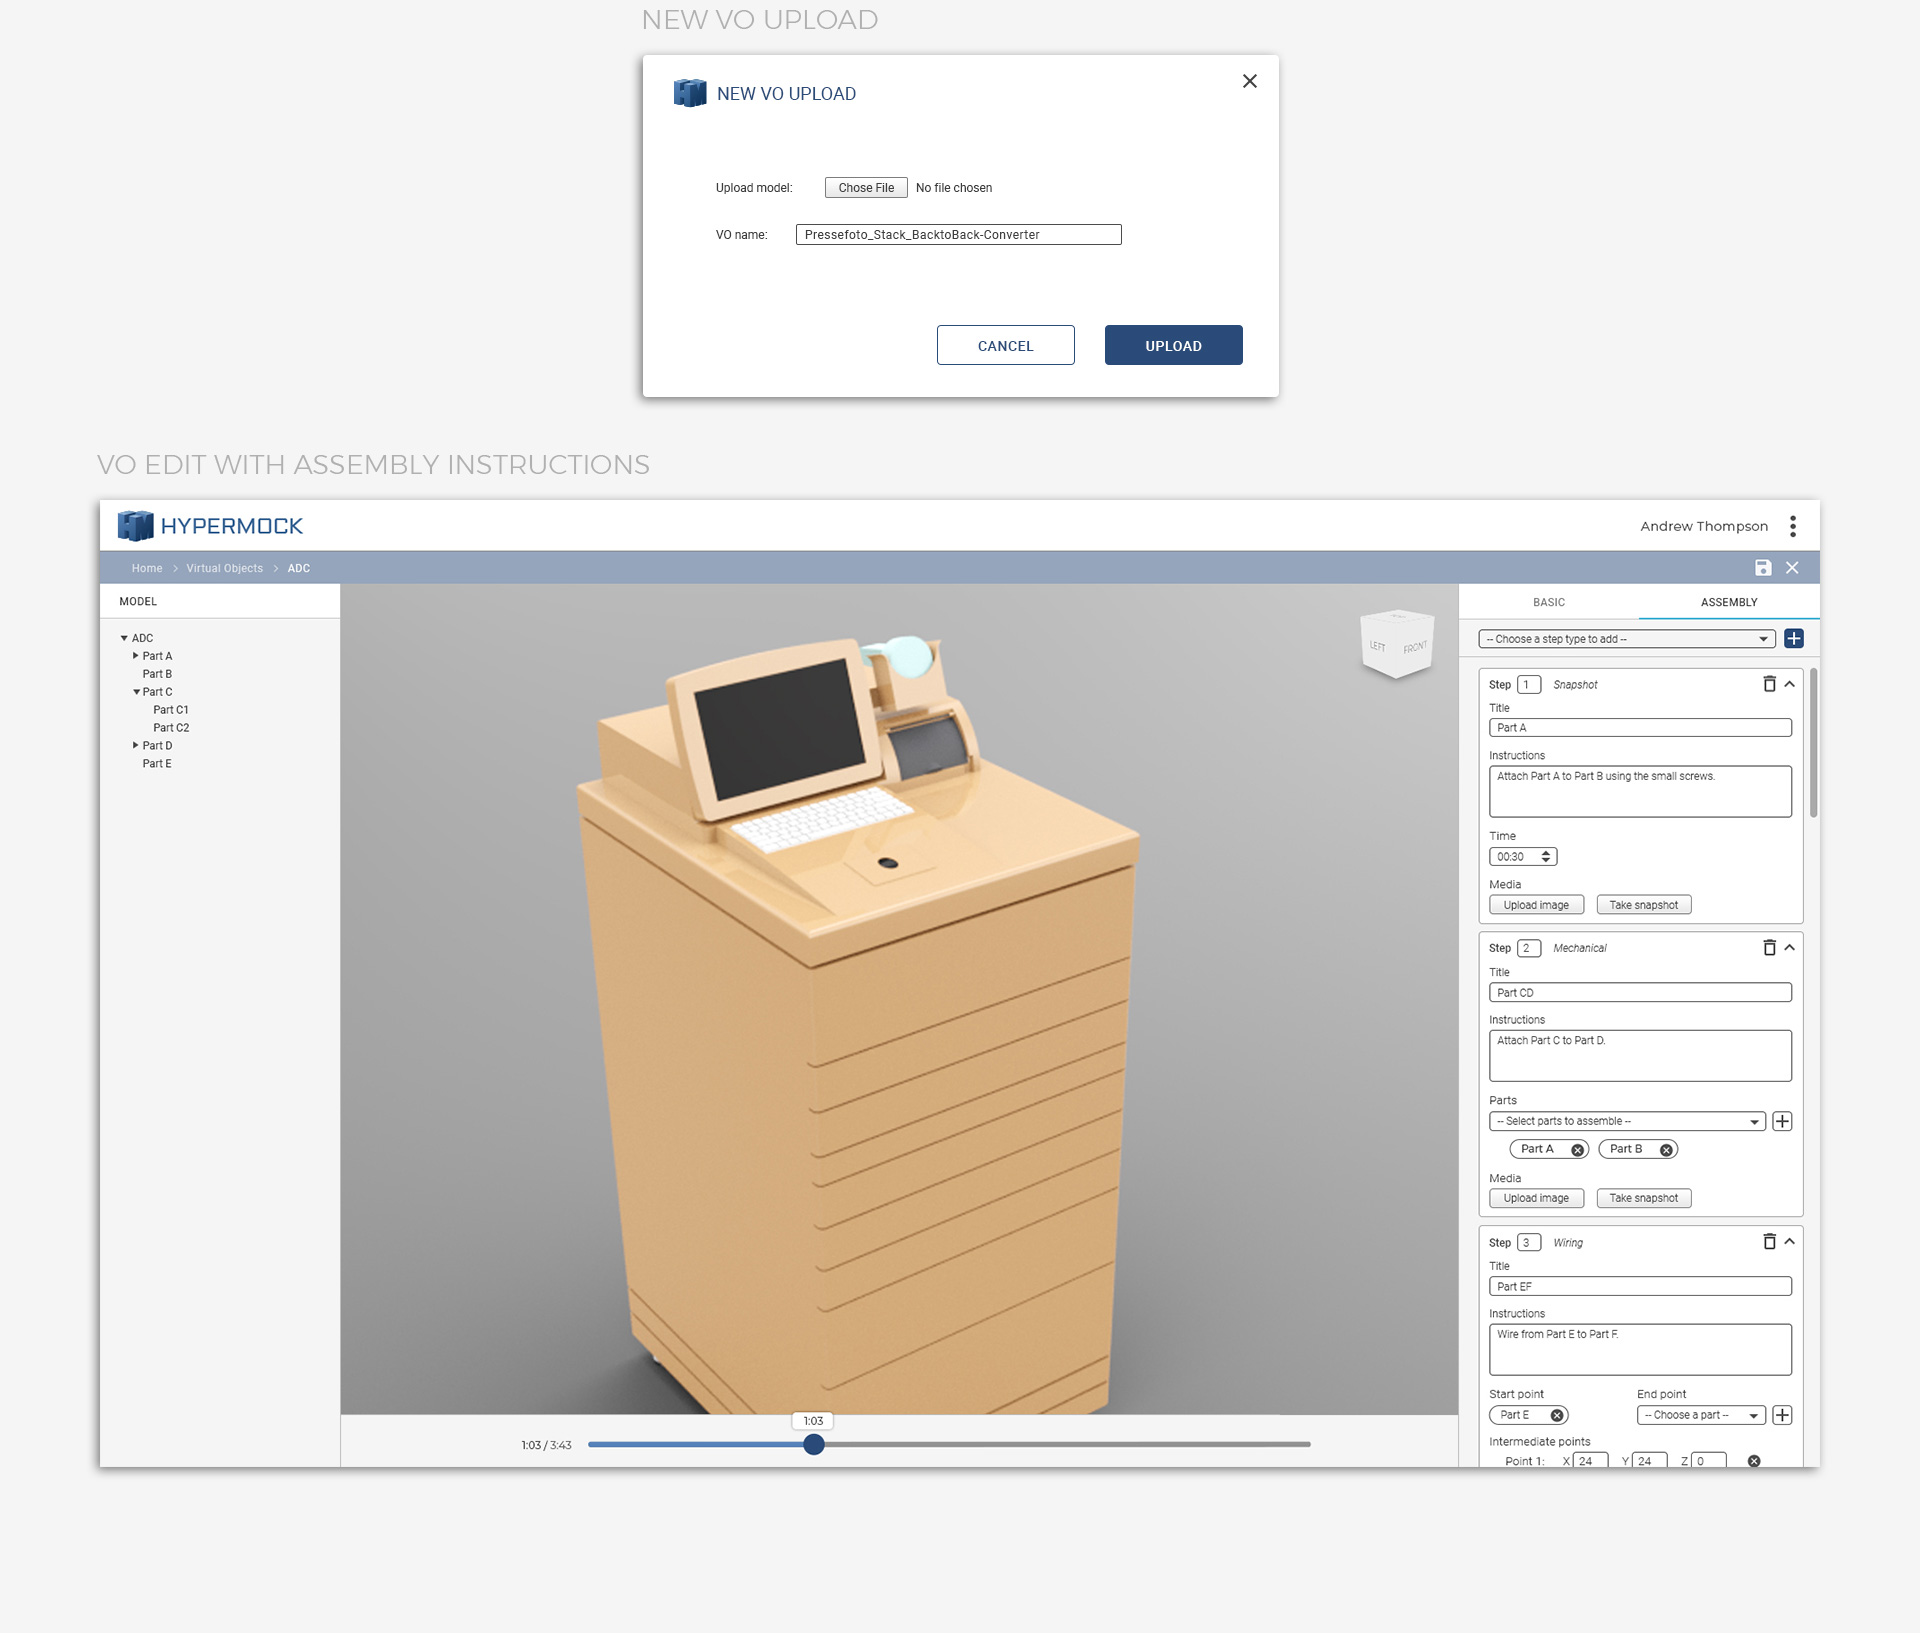 NEW VO UPLOAD
NEW VO UPLOAD
Upload model: Chose File No file chosen
VO name: Pressefoto_Stack_BacktoBack-Converter
CANCEL UPLOAD
VO EDIT WITH ASSEMBLY INSTRUCTIONS
HM HYPERMOCK
Andrew Thompson
Home > Virtual Objects > ADC
MODEL
ADC
Part A
Part B
Part C
Part C1
Part C2
Part D
Part E
LEFT FRONT
1:03
1:03 / 3:43
BASIC ASSEMBLY
-- Choose a step type to add --
Step 1 Snapshot
Title
Part A
Instructions
Attach Part A to Part B using the small screws.
Time
00:30
Media
Upload image Take snapshot
Step 2 Mechanical
Title
Part CD
Instructions
Attach Part C to Part D.
Parts
-- Select parts to assemble --
Part A Part B
Media
Upload image Take snapshot
Step 3 Wiring
Title
Part EF
Instructions
Wire from Part E to Part F.
Start point End point
Part E -- Choose a part --
Intermediate points
Point 1: X 24 Y 24 Z 0